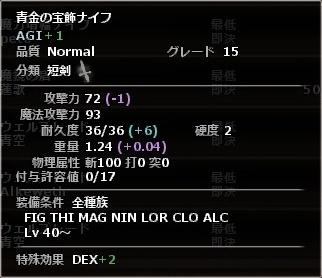 青金の宝飾ナイフ
AGI+1
品質 Normal グレード 15
分類 短剣
攻撃力 72 (-1)
魔法攻撃力 93
耐久度 36/36 (+6) 硬度 2
重量 1.24 (+0.04)
物理属性 斬100 打0 突0
付与許容値 0/17
装備条件 全種族
FIG THI MAG NIN LOR CLO ALC
Lv 40～
特殊効果 DEX+2